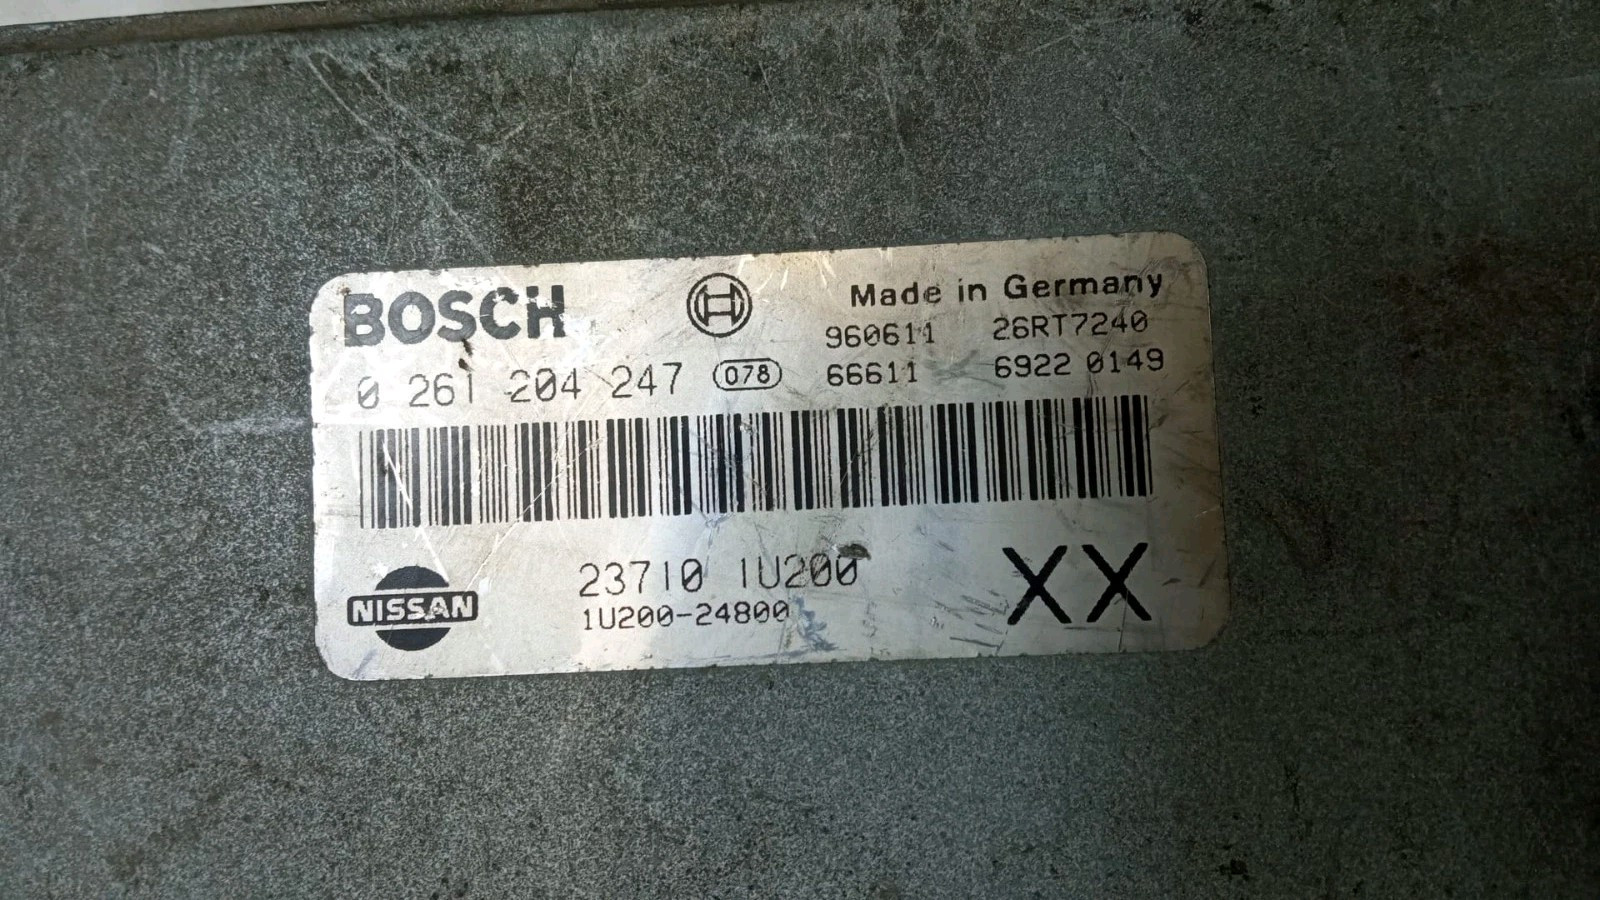 BOSCH
Made in Germany
960611 26RT7240
0 261 204 247 078 66611 6922 0149
23710 1U200
XX
NISSAN
1U200-24800